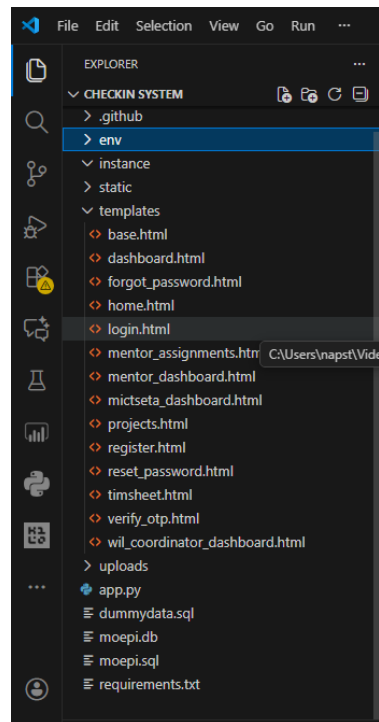 File Edit Selection View Go Run ...
EXPLORER ...
CHECKIN SYSTEM
.github
env
instance
static
templates
base.html
dashboard.html
forgot_password.html
home.html
login.html
mentor_assignments.htm C:\Users\napst\Vide
mentor_dashboard.html
mictseta_dashboard.html
projects.html
register.html
reset_password.html
timsheet.html
verify_otp.html
wil_coordinator_dashboard.html
uploads
app.py
dummydata.sql
moepi.db
moepi.sql
requirements.txt